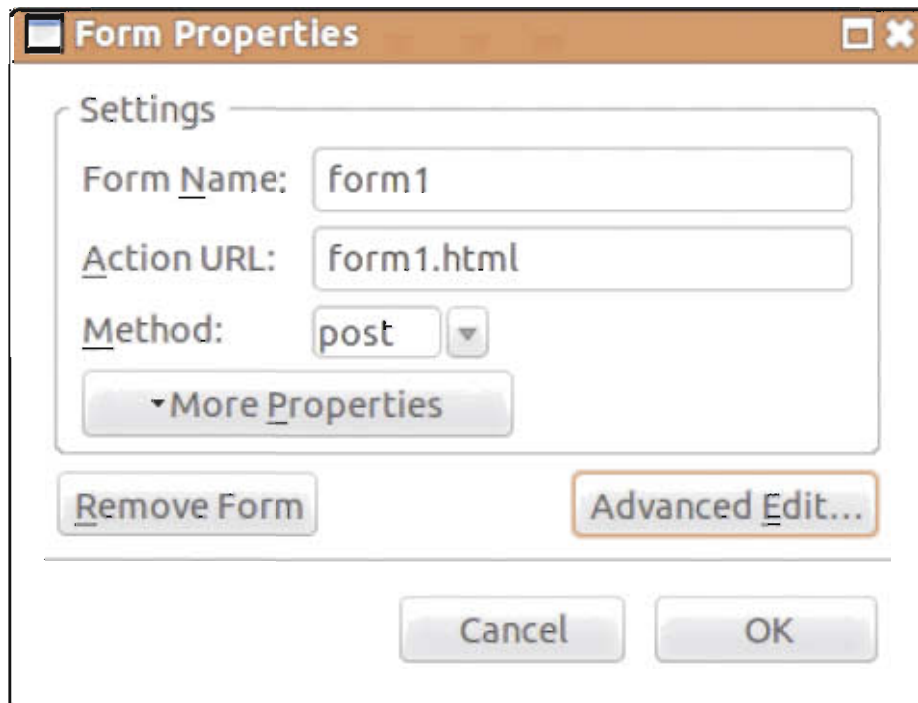 Form Properties
Settings
Form Name: form1
Action URL: form1.html
Method: post
More Properties
Remove Form Advanced Edit...
Cancel OK